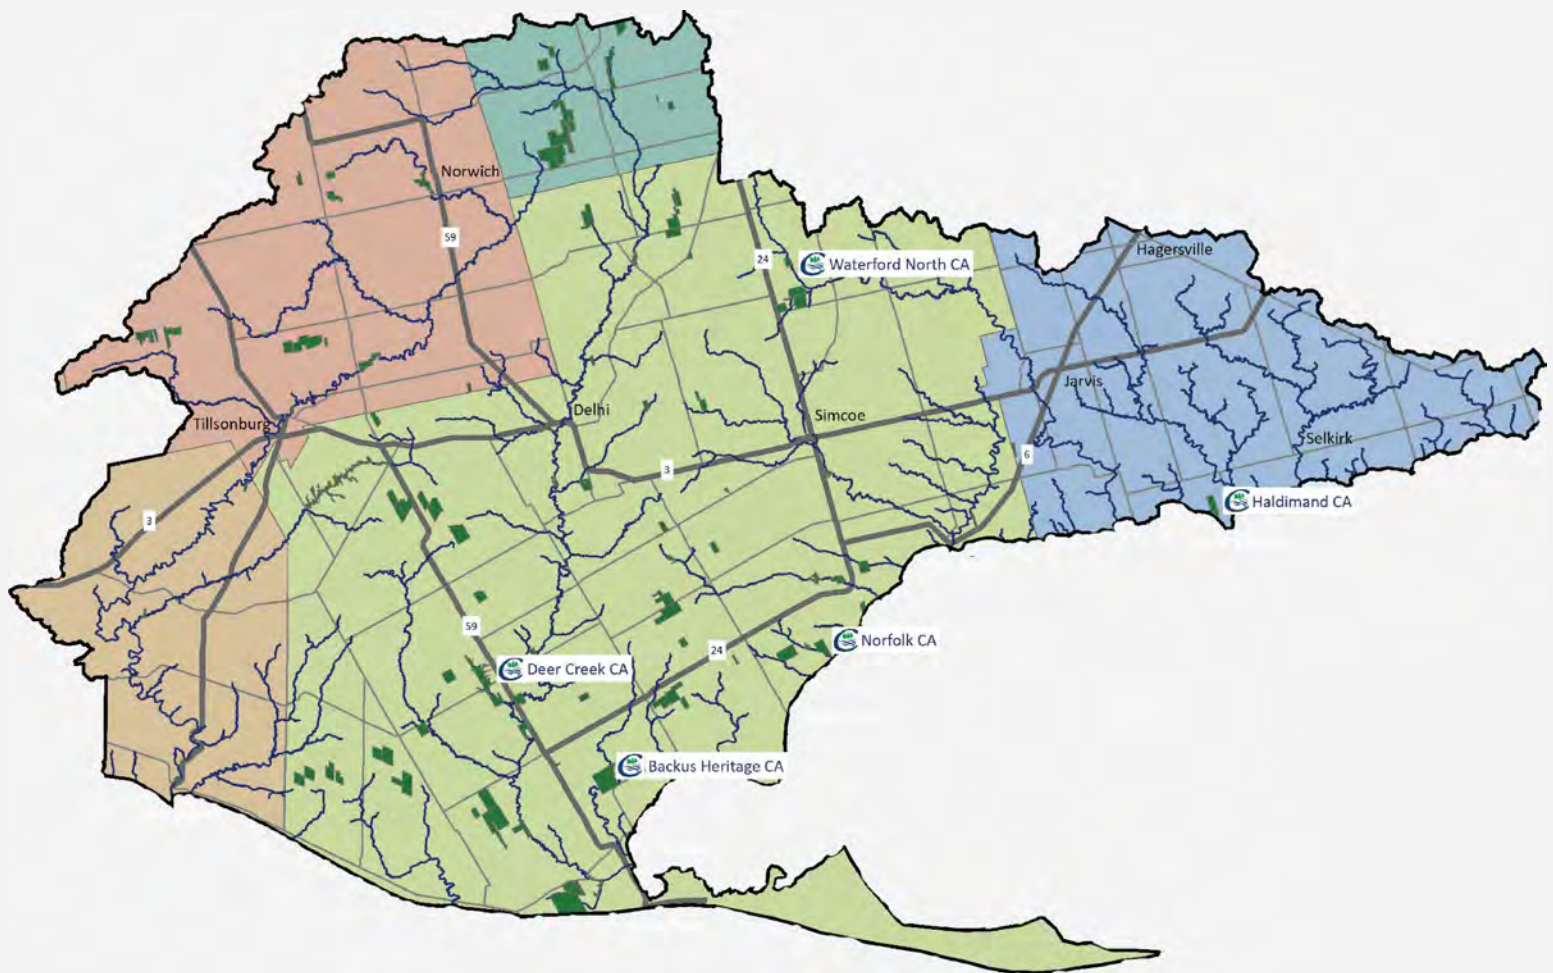 Norwich
59
24
Waterford North CA
Hagersville
Jarvis
Delhi
Simcoe
Tillsonburg
Selkirk
3
6
3
Haldimand CA
59
24
Norfolk CA
Deer Creek CA
Backus Heritage CA